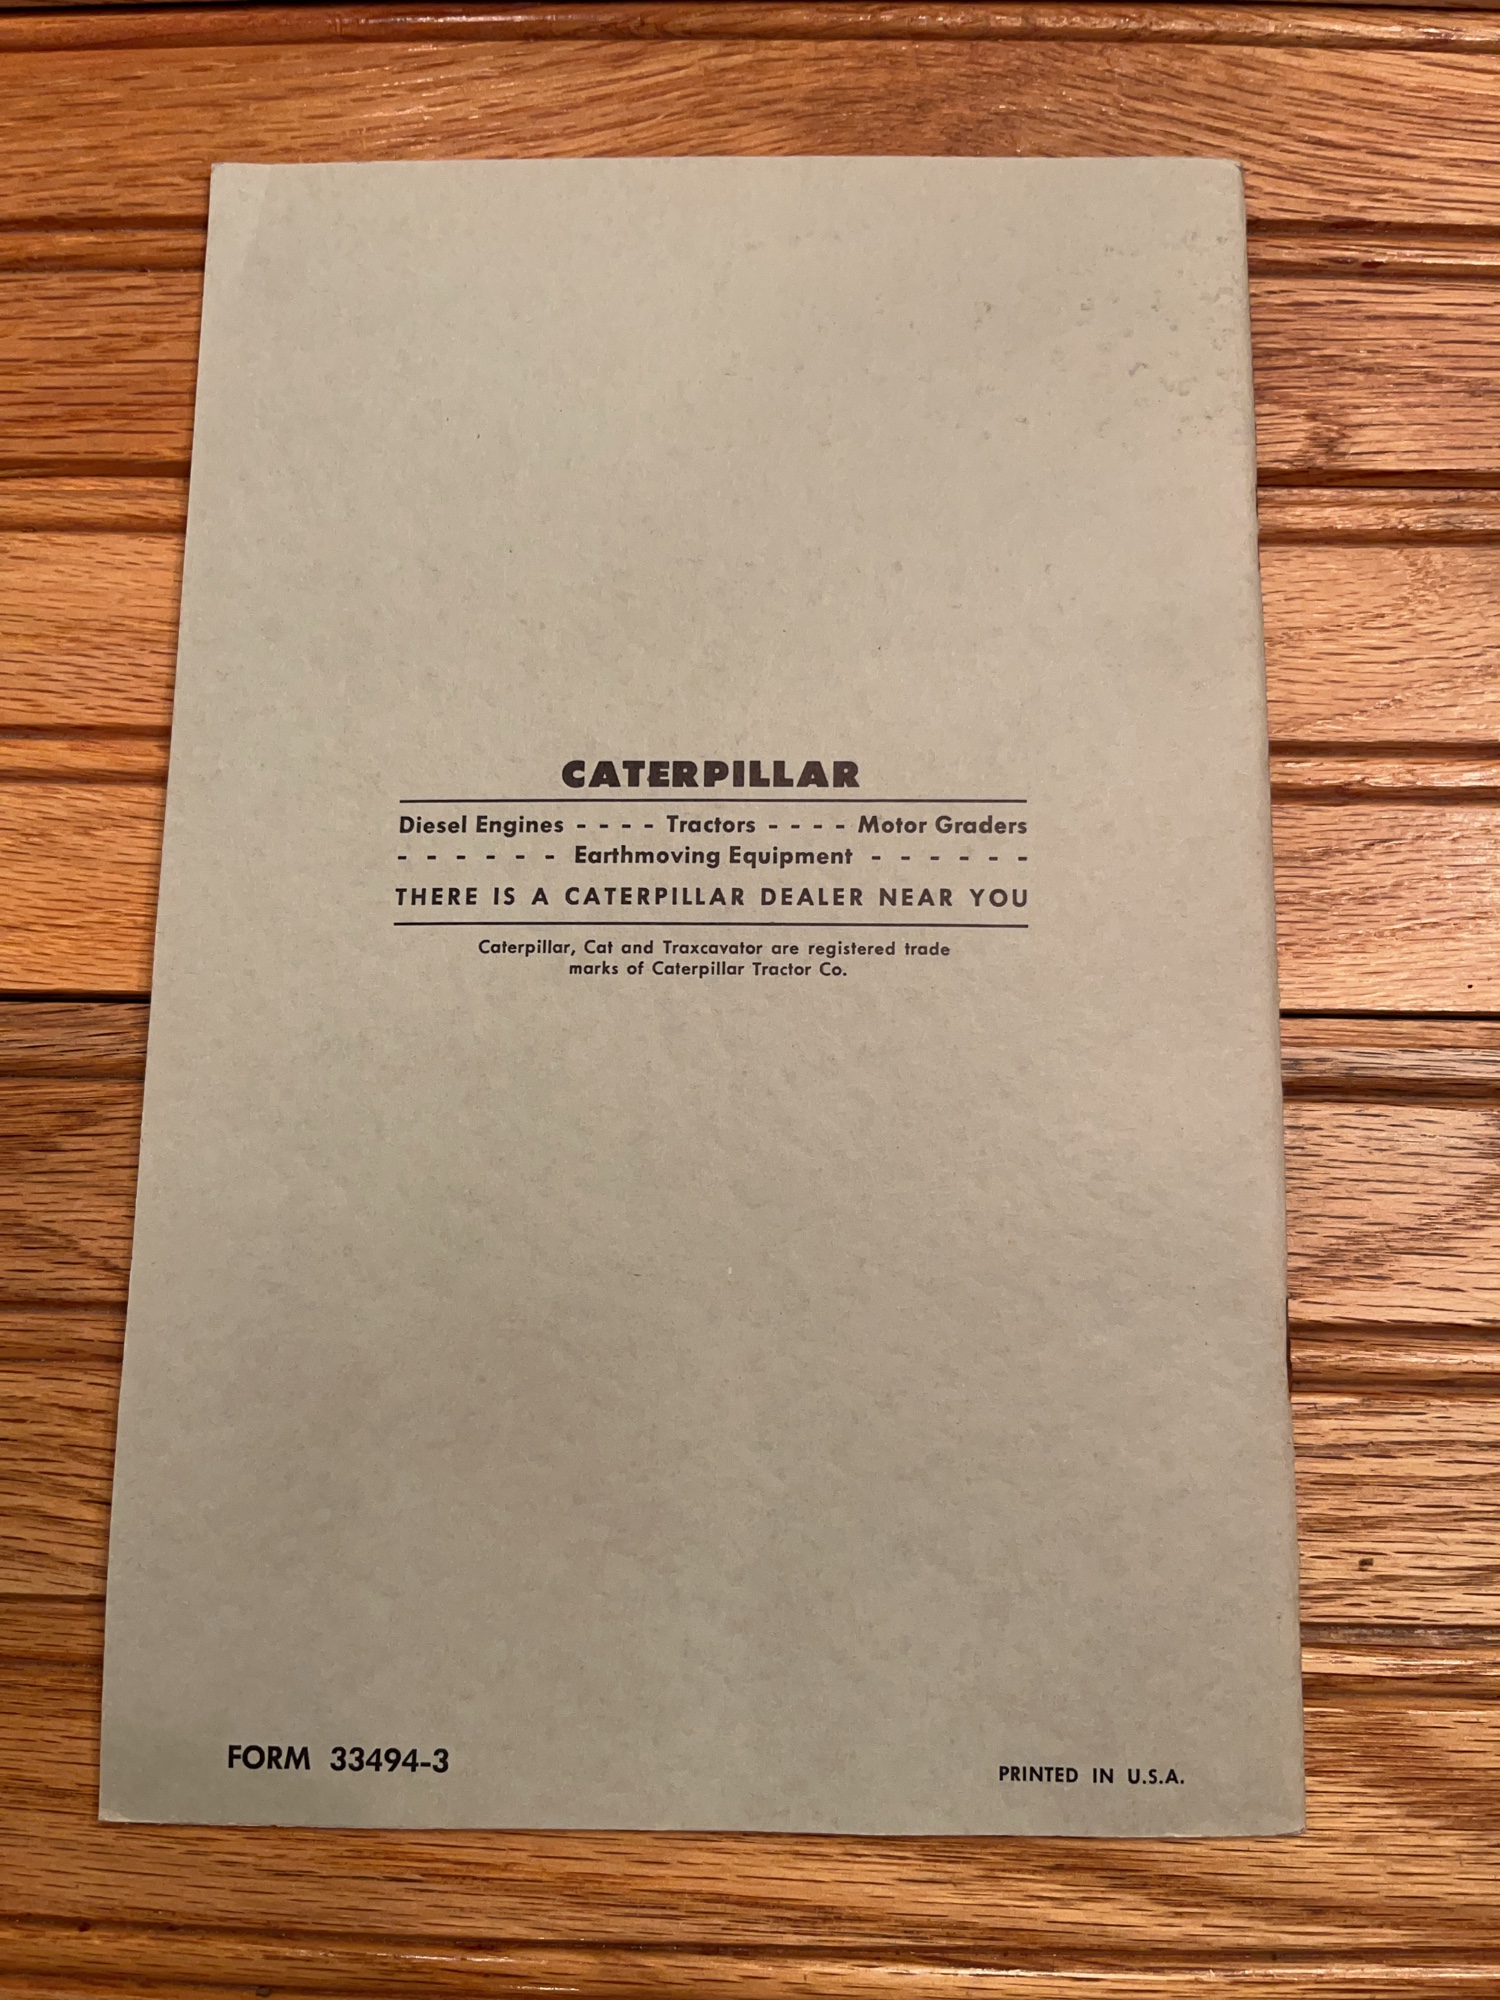 CATERPILLAR
Diesel Engines - - - - Tractors - - - - Motor Graders
- - - - - - Earthmoving Equipment - - - - - -
THERE IS A CATERPILLAR DEALER NEAR YOU
Caterpillar, Cat and Traxcavator are registered trade
marks of Caterpillar Tractor Co.
FORM 33494-3
PRINTED IN U.S.A.